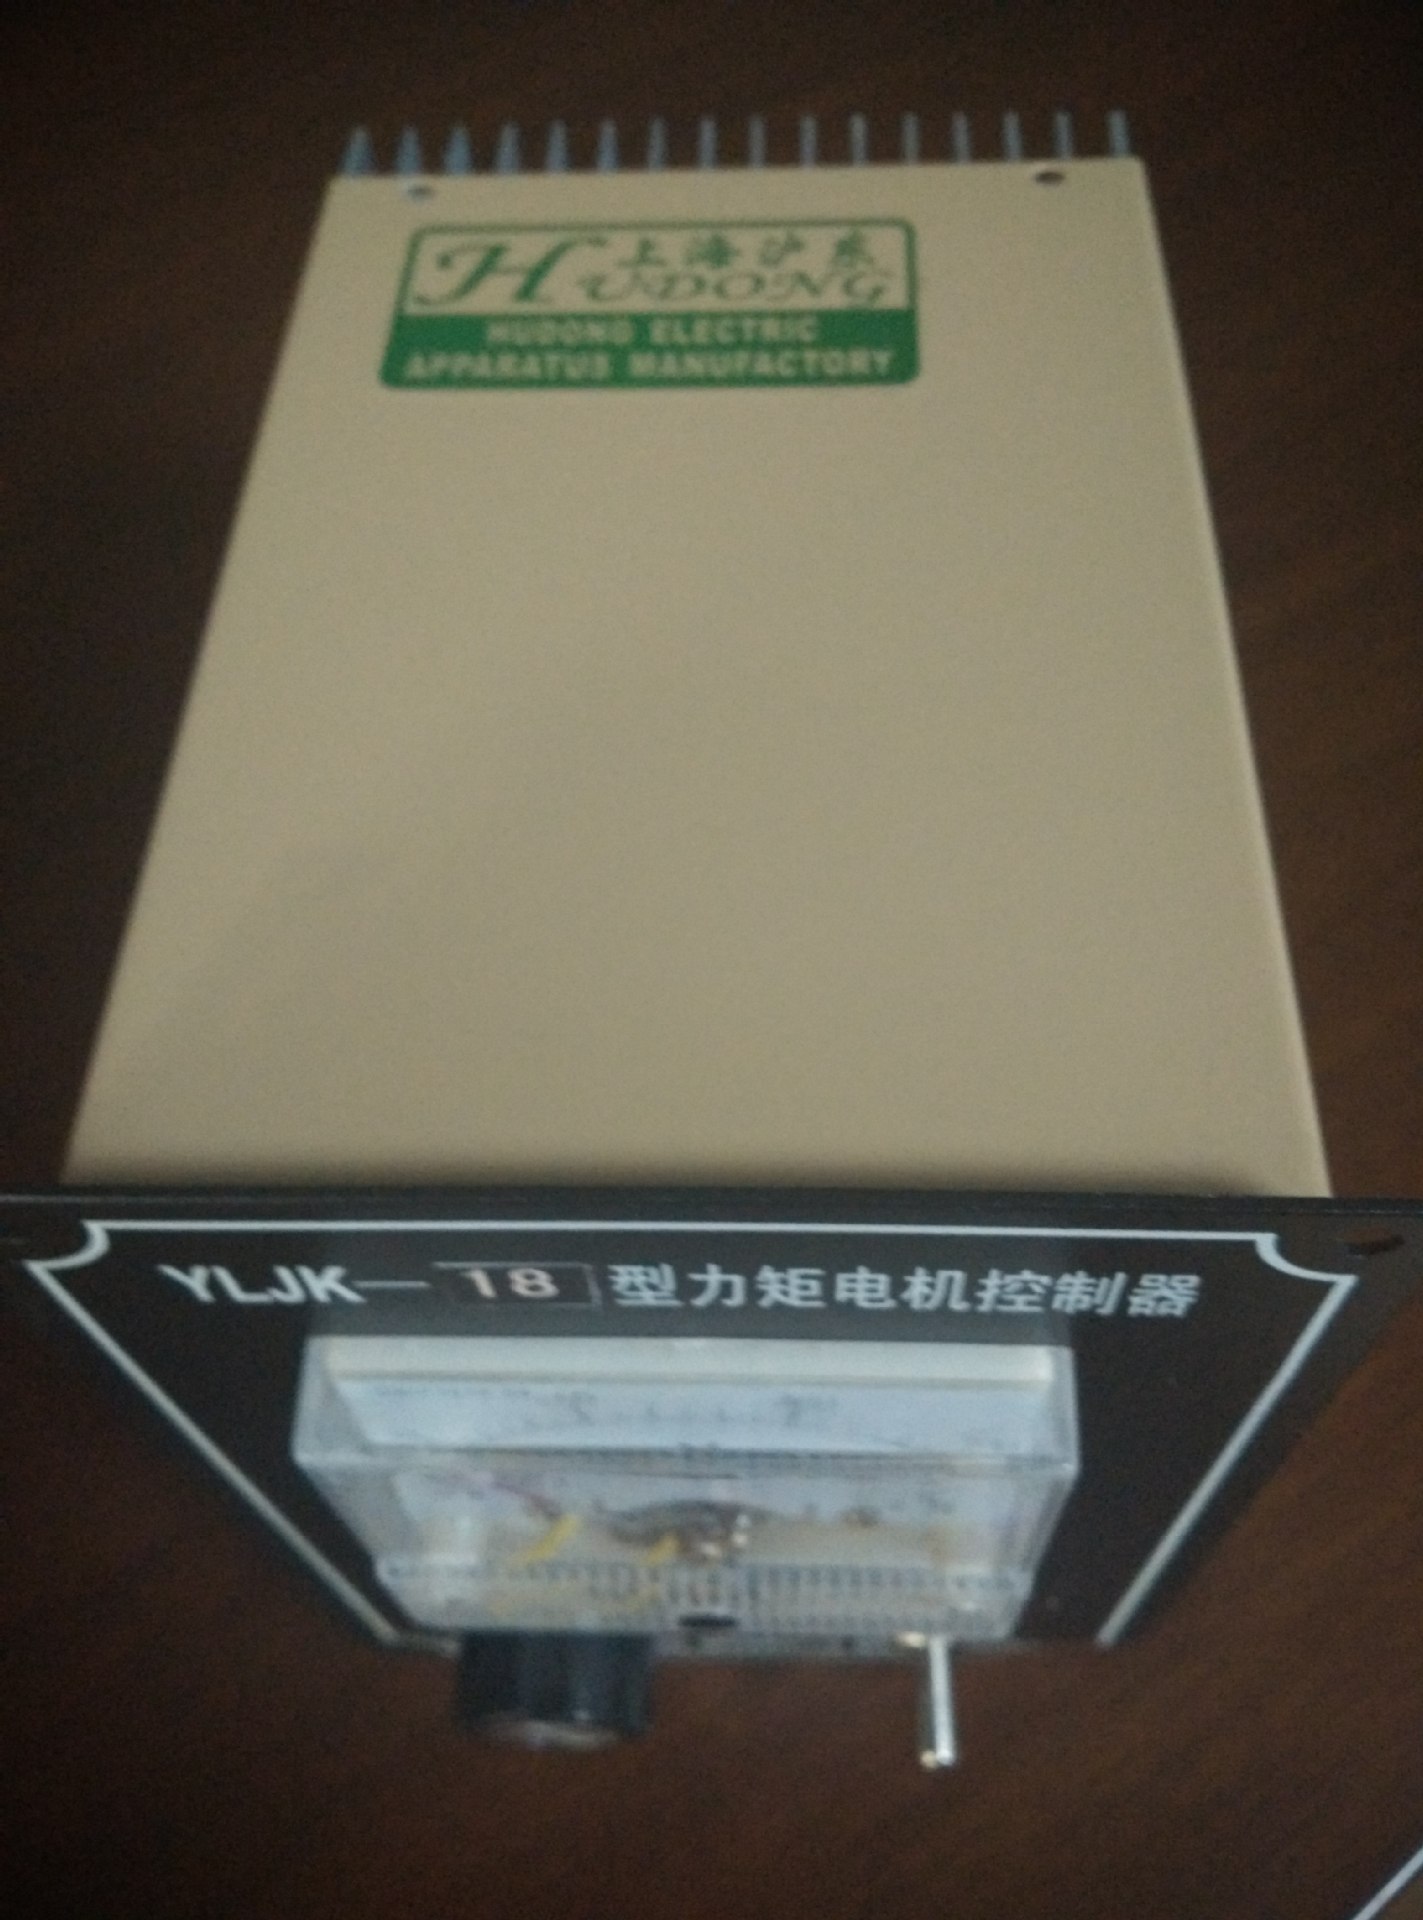 上海沪东
HUDONG
HUDONG ELECTRIC
APPARATUS MANUFACTORY
YLJK—18型力矩电机控制器